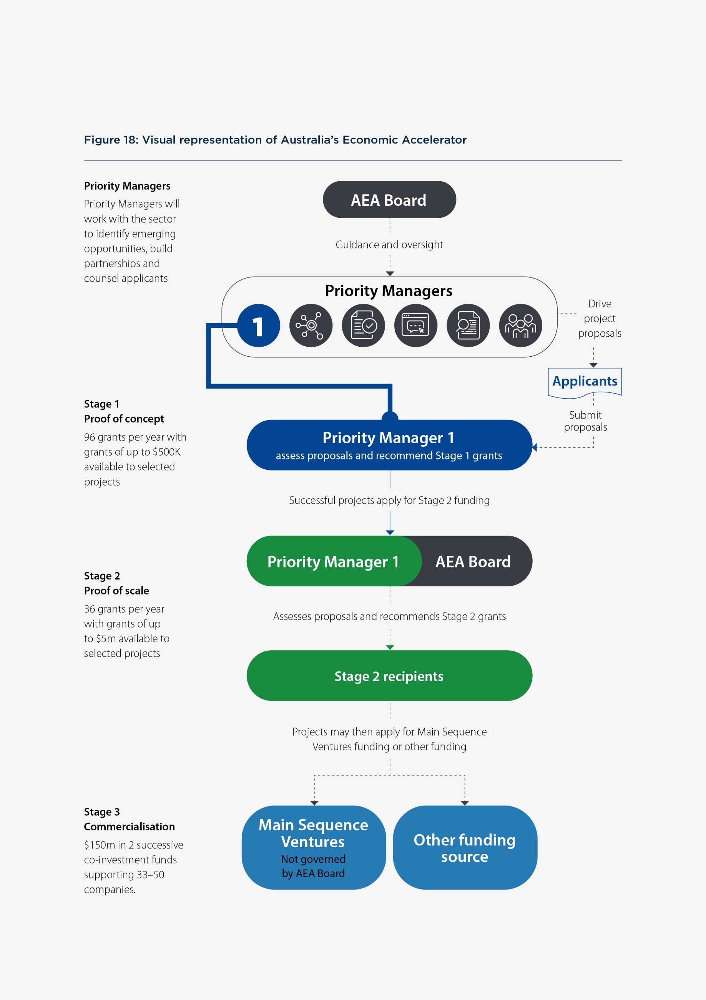 Figure 18: Visual representation of Australia’s Economic Accelerator
Priority Managers
Priority Managers will
work with the sector
to identify emerging
opportunities, build
partnerships and
counsel applicants
AEA Board
Guidance and oversight
Priority Managers
1
Drive
project
proposals
Applicants
Submit
proposals
Stage 1
Proof of concept
96 grants per year with
grants of up to $500K
available to selected
projects
Priority Manager 1
assess proposals and recommend Stage 1 grants
Successful projects apply for Stage 2 funding
Priority Manager 1
AEA Board
Stage 2
Proof of scale
36 grants per year
with grants of up
to $5m available to
selected projects
Assesses proposals and recommends Stage 2 grants
Stage 2 recipients
Projects may then apply for Main Sequence
Ventures funding or other funding
Stage 3
Commercialisation
$150m in 2 successive
co-investment funds
supporting 33–50
companies.
Main Sequence
Ventures
Not governed
by AEA Board
Other funding
source